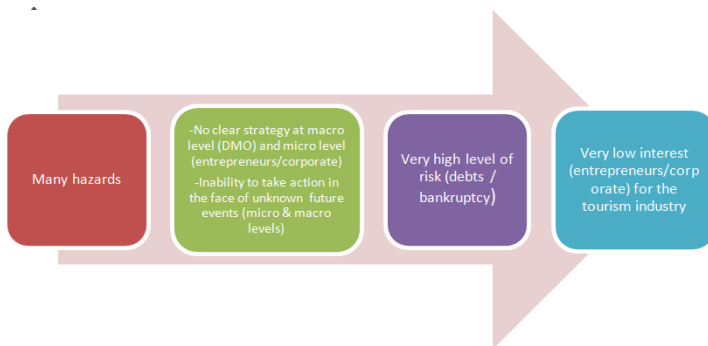 Many hazards
-No clear strategy at macro
level (DMO) and micro level
(entrepreneurs/corporate)
-Inability to take action in
the face of unknown future
events (micro & macro
levels)
Very high level of
risk (debts /
bankruptcy)
Very low interest
(entrepreneurs/corp
orate) for the
tourism industry